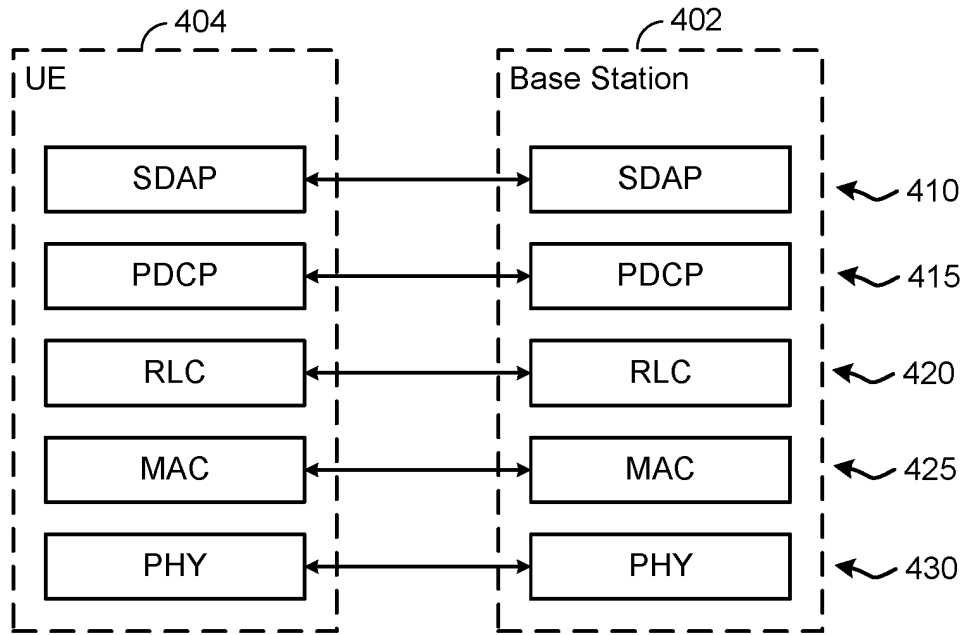 404
402
UE
Base Station
SDAP
SDAP
410
PDCP
PDCP
415
RLC
RLC
420
MAC
MAC
425
PHY
PHY
430